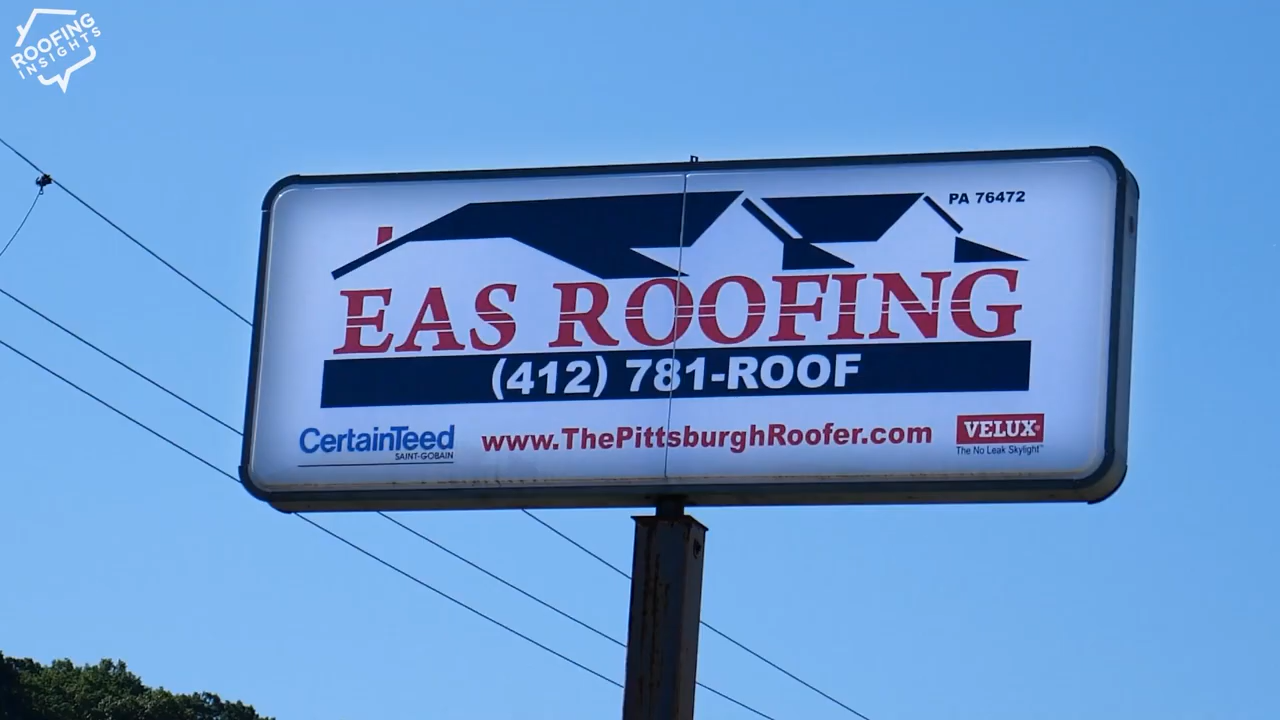 ROOFING
INSIGHTS
PA 76472
EAS ROOFING
(412) 781-ROOF
CertainTeed
SAINT-GOBAIN
www.ThePittsburghRoofer.com
VELUX®
The No Leak Skylight™